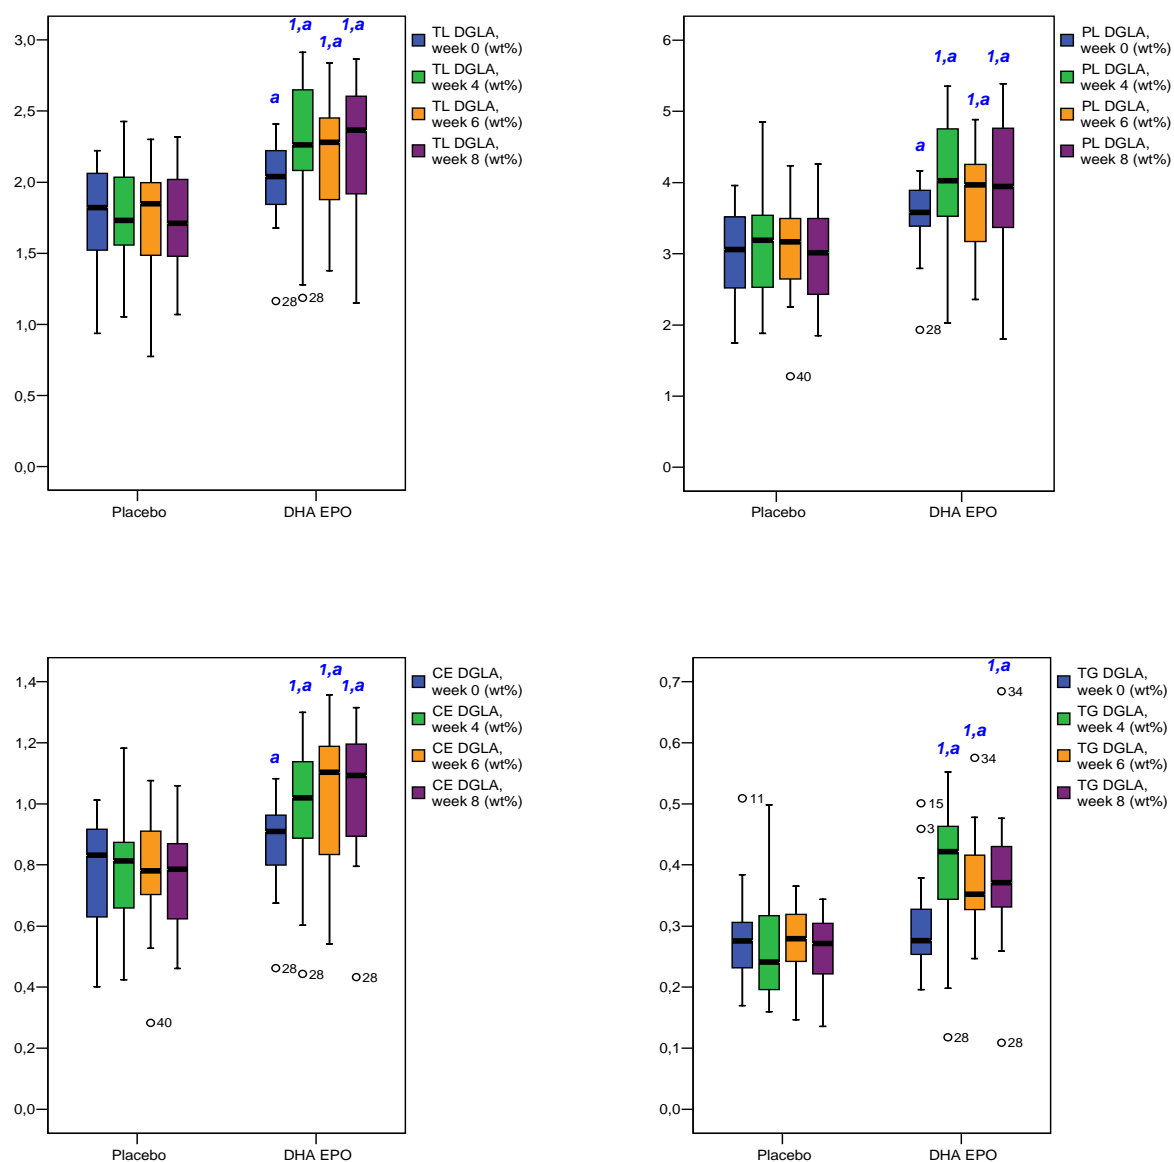 1,a
1,a
1,a
a
3,0
2,5
2,0
1,5
1,0
0,5
0,0
28
28
Placebo
DHA EPO
TL DGLA,
week 0 (wt%)
TL DGLA,
week 4 (wt%)
TL DGLA,
week 6 (wt%)
TL DGLA,
week 8 (wt%)
1,a
1,a
1,a
a
6
5
4
3
2
1
0
28
40
Placebo
DHA EPO
PL DGLA,
week 0 (wt%)
PL DGLA,
week 4 (wt%)
PL DGLA,
week 6 (wt%)
PL DGLA,
week 8 (wt%)
1,a
1,a
1,a
a
1,4
1,2
1,0
0,8
0,6
0,4
0,2
0,0
28
28
28
40
Placebo
DHA EPO
CE DGLA,
week 0 (wt%)
CE DGLA,
week 4 (wt%)
CE DGLA,
week 6 (wt%)
CE DGLA,
week 8 (wt%)
1,a
1,a
1,a
0,7
0,6
0,5
0,4
0,3
0,2
0,1
0,0
34
34
11
15
3
28
28
Placebo
DHA EPO
TG DGLA,
week 0 (wt%)
TG DGLA,
week 4 (wt%)
TG DGLA,
week 6 (wt%)
TG DGLA,
week 8 (wt%)